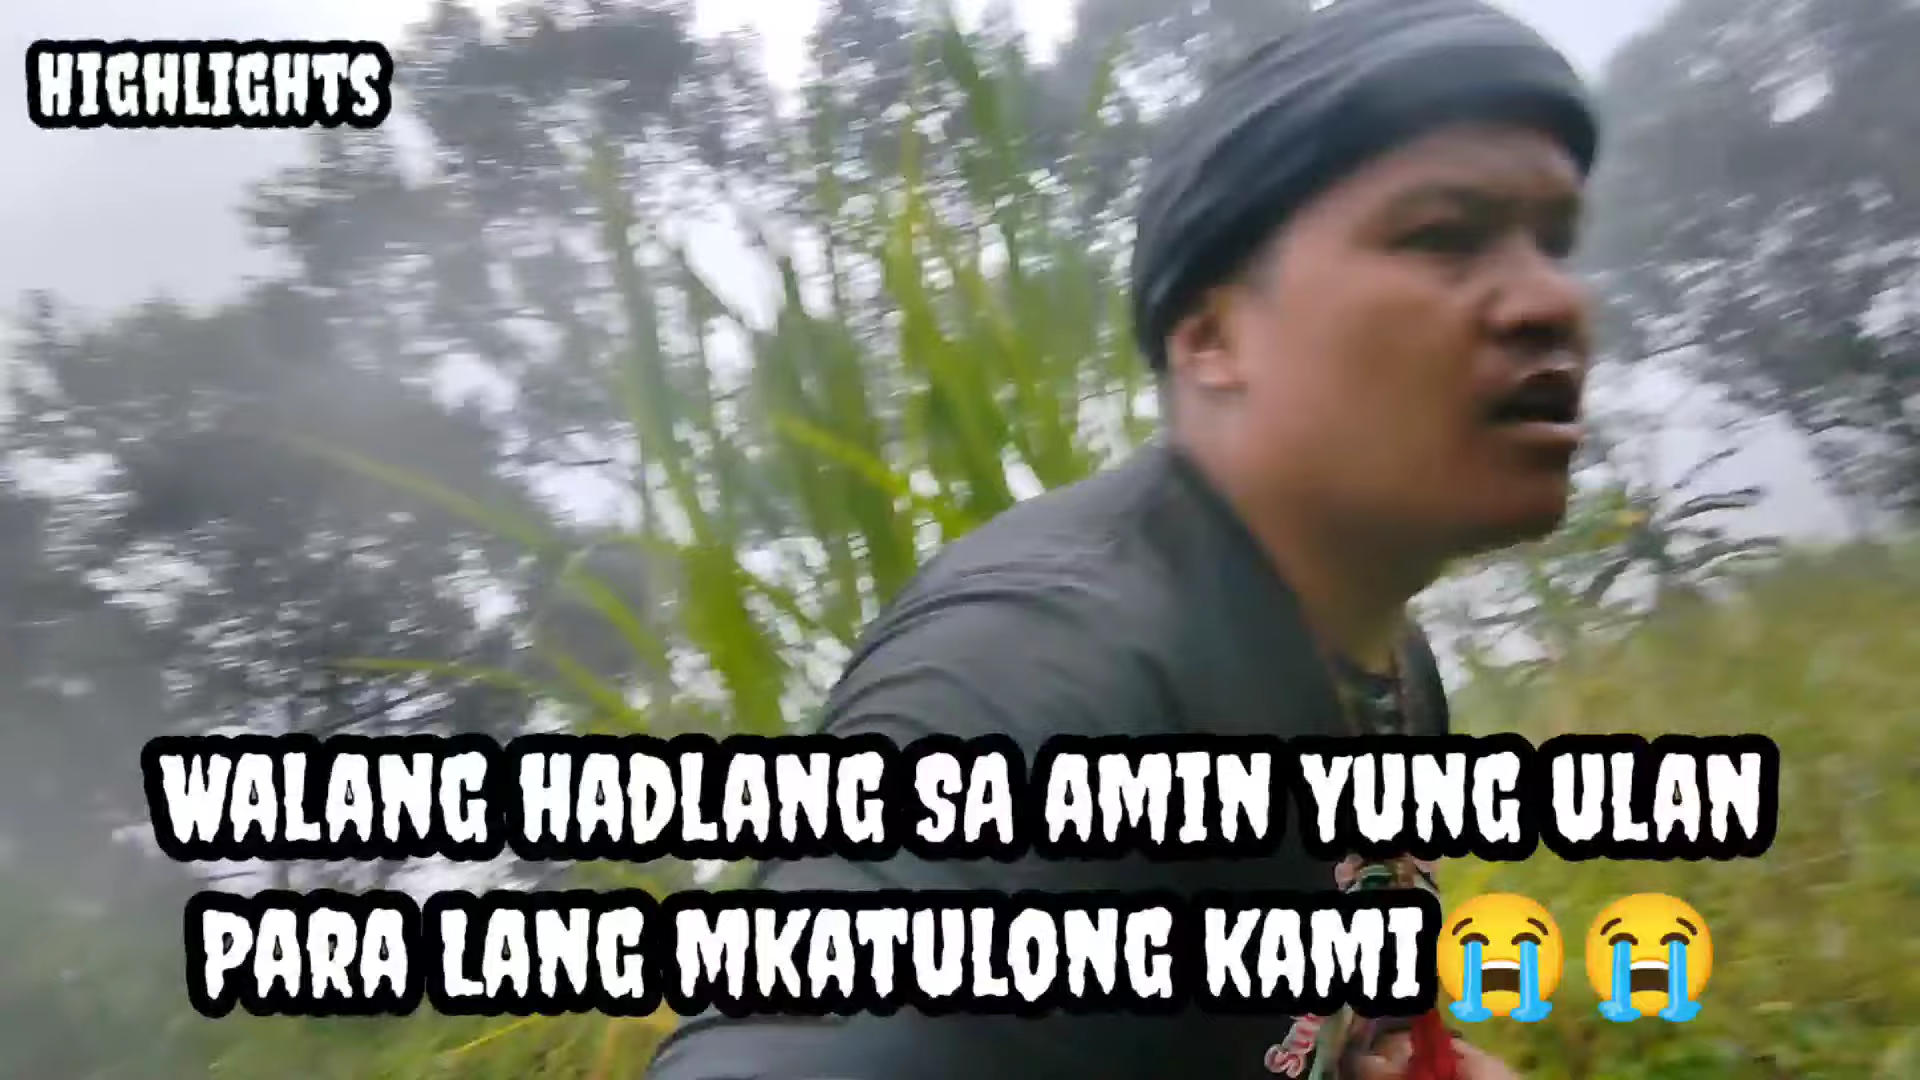 HIGHLIGHTS
WALANG HADLANG SA AMIN YUNG ULAN
PARA LANG MKATULONG KAMI😭😭